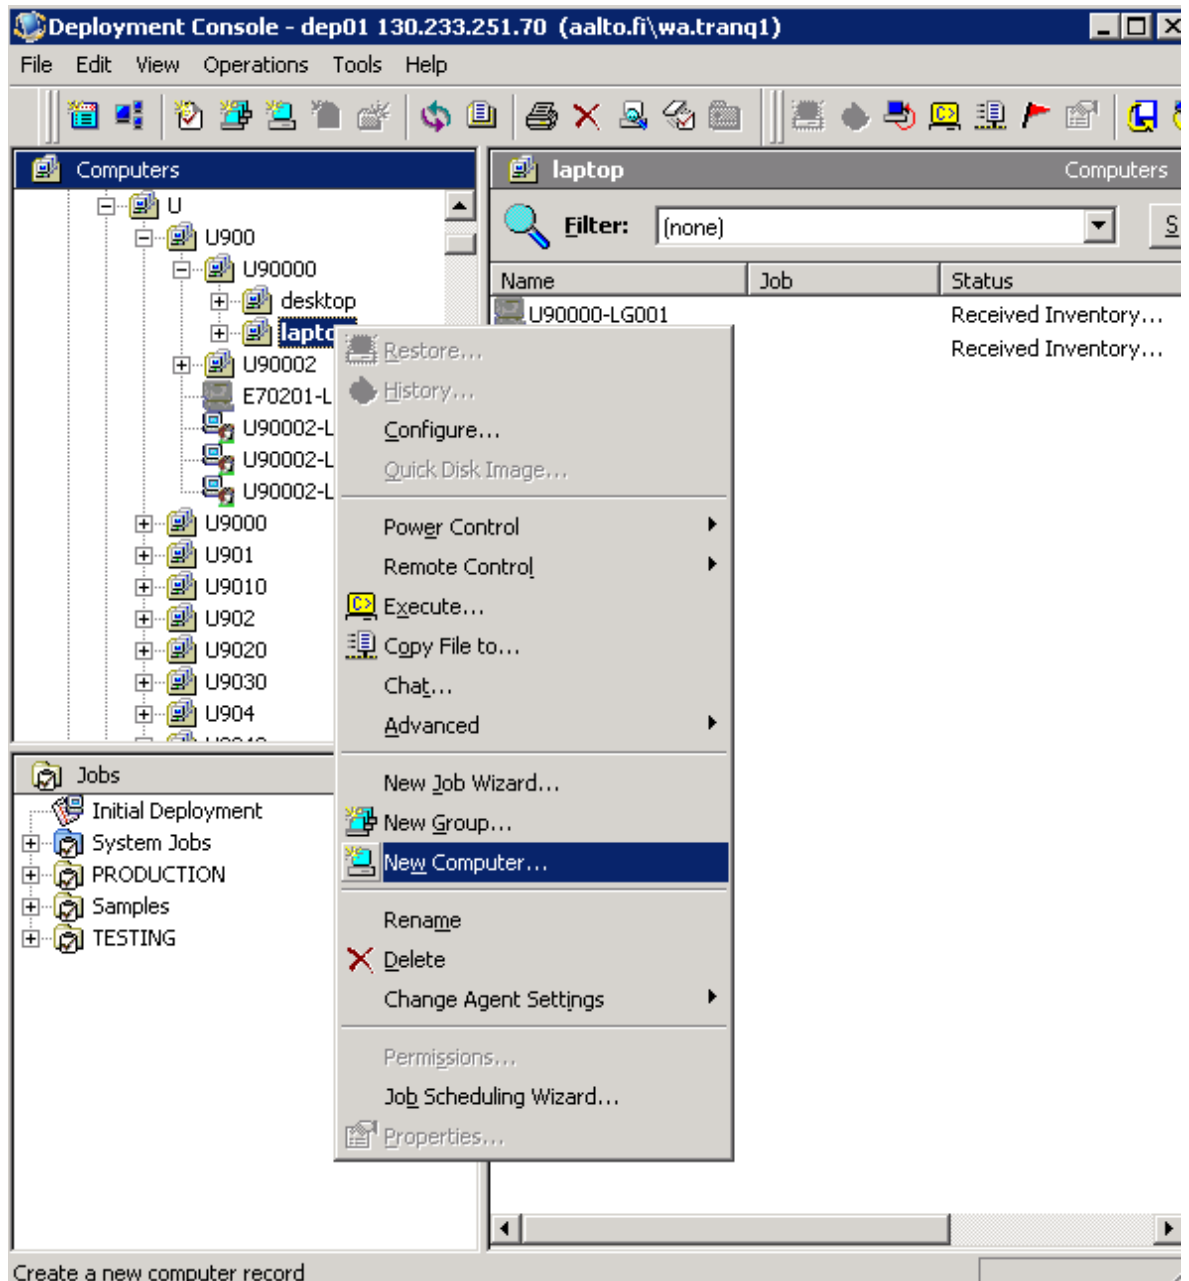 Deployment Console - dep01 130.233.251.70 (aalto.fi\wa.tranq1)
File Edit View Operations Tools Help
Computers
U
U900
U90000
desktop
U90002
E70201-L
U90002-L
U90002-L
U90002-L
U9000
U901
U9010
U902
U9020
U9030
U904
laptop Computers
Filter: (none) S
Name Job Status
U90000-LG001 Received Inventory...
Received Inventory...
Restore...
History...
Configure...
Quick Disk Image...
Power Control
Remote Control
Execute...
Copy File to...
Chat...
Advanced
New Job Wizard...
New Group...
New Computer...
Rename
Delete
Change Agent Settings
Permissions...
Job Scheduling Wizard...
Properties...
Jobs
Initial Deployment
System Jobs
PRODUCTION
Samples
TESTING
Create a new computer record